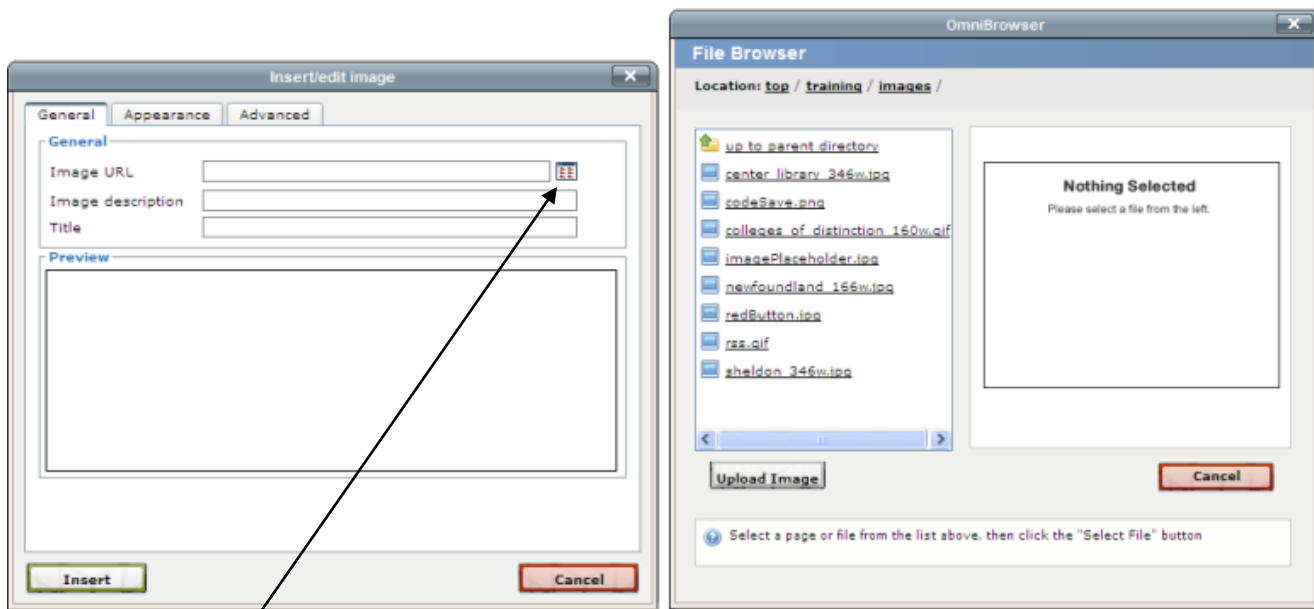 Insert/edit image
X
General Appearance Advanced
General
Image URL
Image description
Title
Preview
Insert Cancel
OmniBrowser
X
File Browser
Location: top / training / images /
up to parent directory
center_library_346w.jpg
codeSave.png
colleges_of_distinction_160w.gif
imagePlaceholder.jpg
newfoundland_166w.jpg
redButton.jpg
rss.gif
sheldon_346w.jpg
Nothing Selected
Please select a file from the left.
Upload Image Cancel
Select a page or file from the list above, then click the "Select File" button